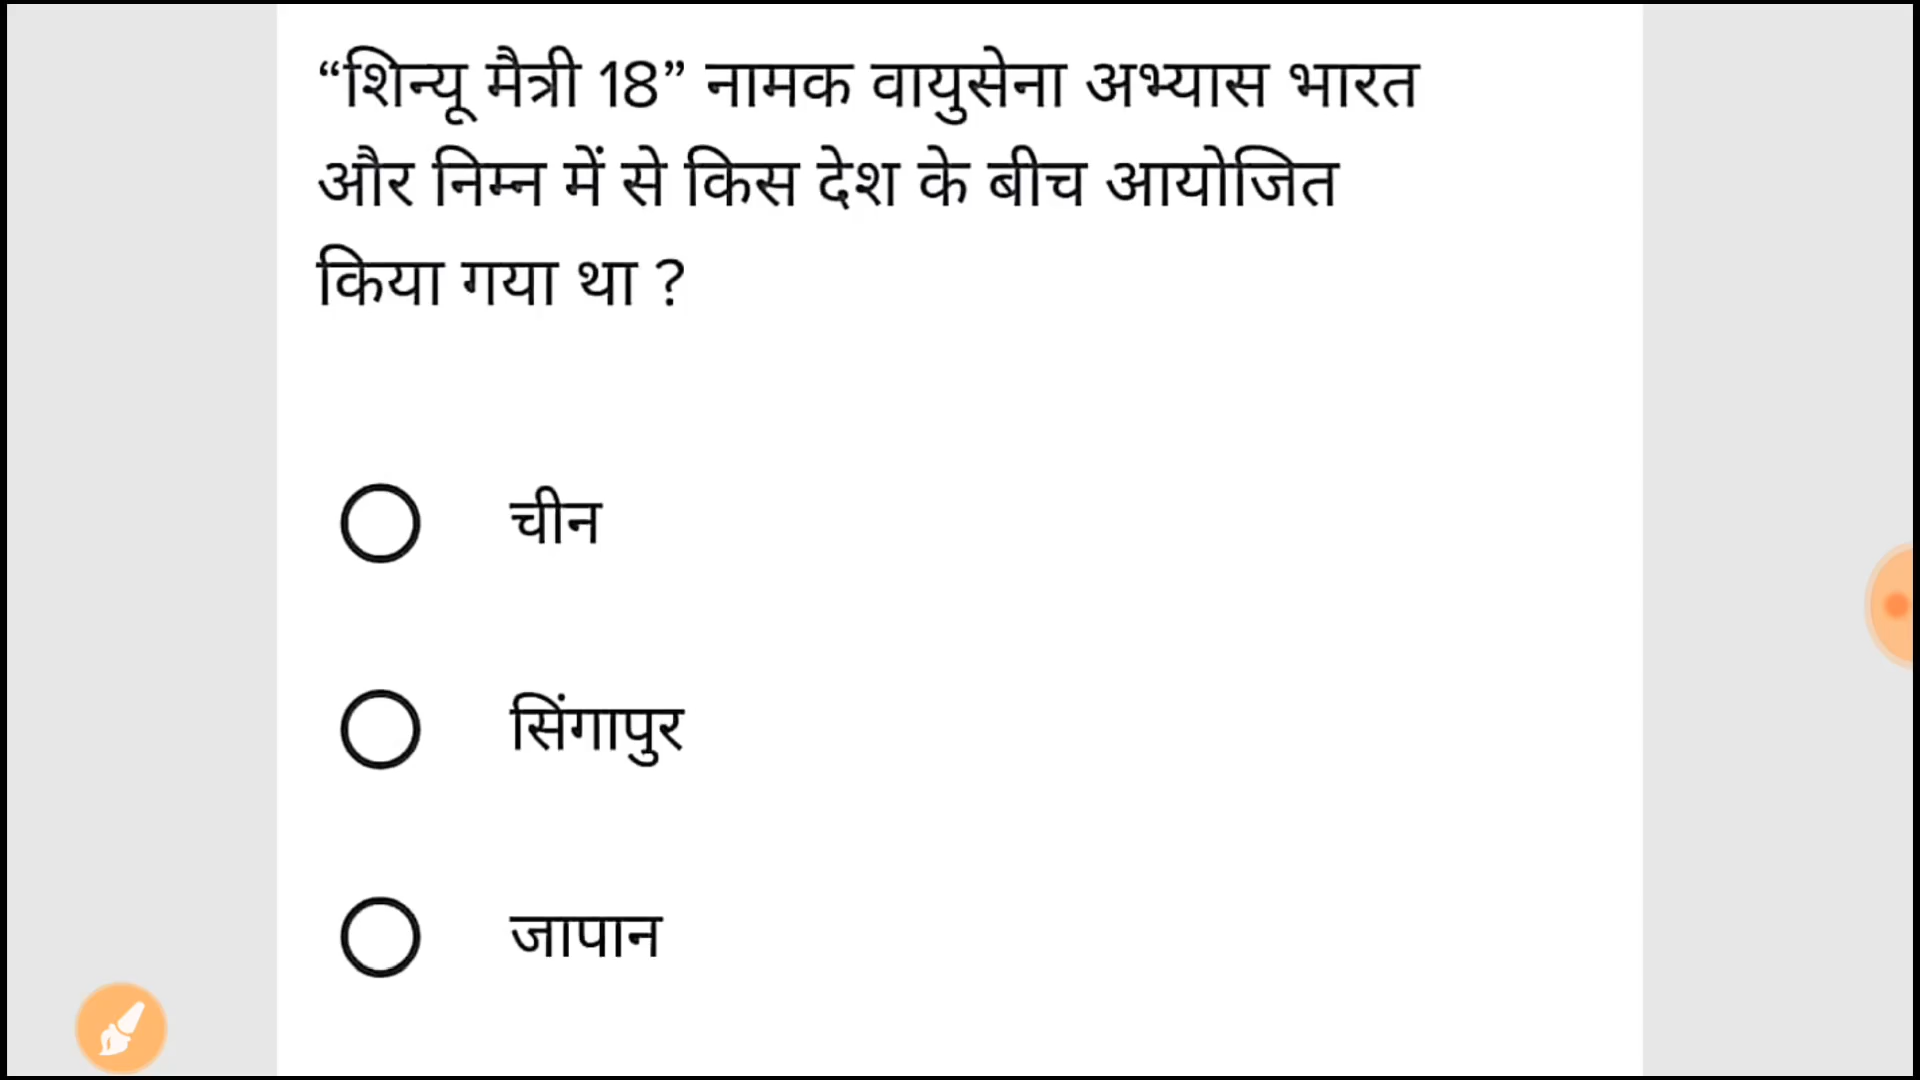 “शिन्यू मैत्री 18” नामक वायुसेना अभ्यास भारत
और निम्न में से किस देश के बीच आयोजित
किया गया था ?
चीन
सिंगापुर
जापान